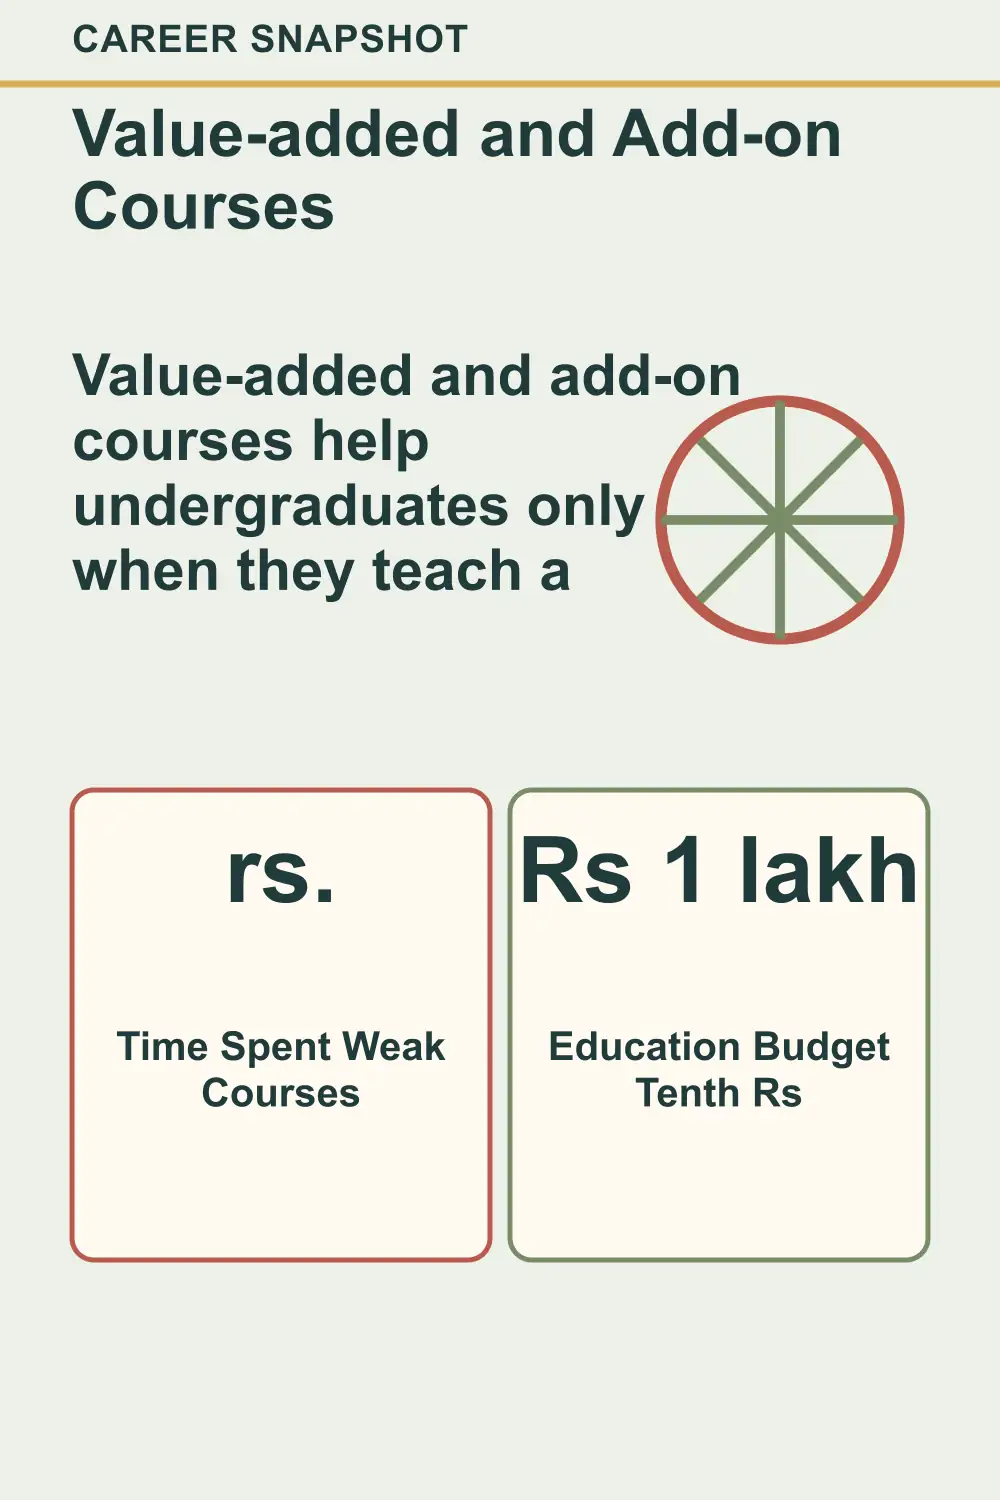 CAREER SNAPSHOT
Value-added and Add-on
Courses
Value-added and add-on
courses help
undergraduates only
when they teach a
rs.
Time Spent Weak
Courses
Rs 1 lakh
Education Budget
Tenth Rs